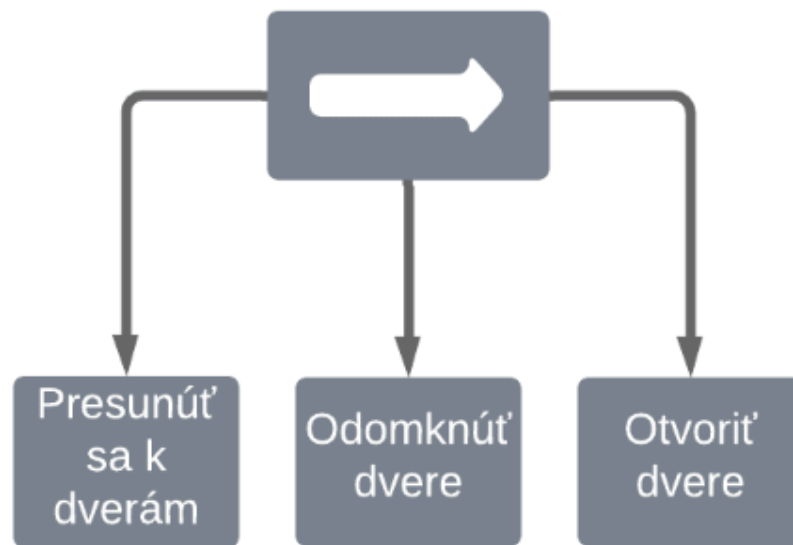 Presunúť
sa k
dverám
Odomknúť
dvere
Otvoriť
dvere